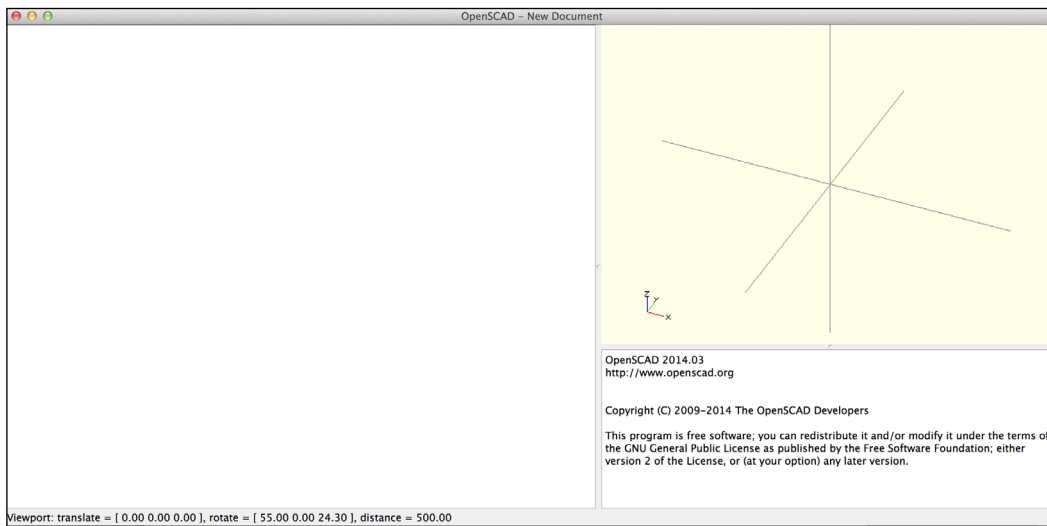 OpenSCAD - New Document
Z
Y
X
OpenSCAD 2014.03
http://www.openscad.org
Copyright (C) 2009-2014 The OpenSCAD Developers
This program is free software; you can redistribute it and/or modify it under the terms of
the GNU General Public License as published by the Free Software Foundation; either
version 2 of the License, or (at your option) any later version.
Viewport: translate = [ 0.00 0.00 0.00 ], rotate = [ 55.00 0.00 24.30 ], distance = 500.00